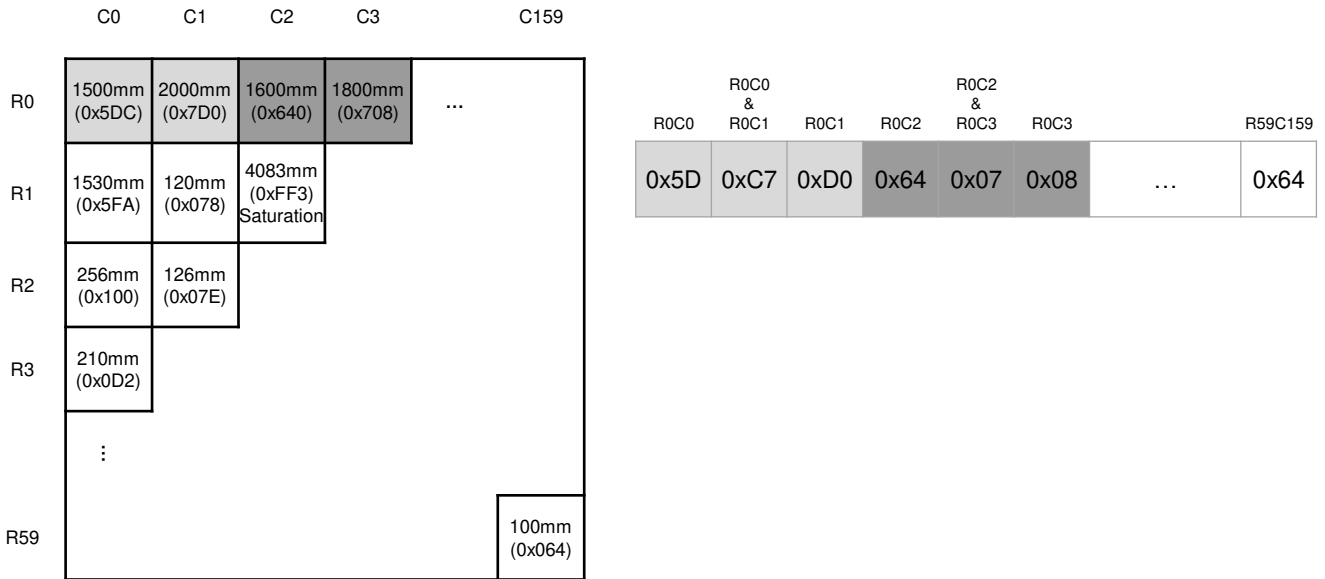 C0 C1 C2 C3 C159
R0
1500mm
(0x5DC)
2000mm
(0x7D0)
1600mm
(0x640)
1800mm
(0x708)
...
R1
1530mm
(0x5FA)
120mm
(0x078)
4083mm
(0xFF3)
Saturation
R2
256mm
(0x100)
126mm
(0x07E)
R3
210mm
(0x0D2)
⋮
R59
100mm
(0x064)
R0C0
R0C0
&
R0C1
R0C1
R0C2
R0C2
&
R0C3
R0C3
R59C159
0x5D 0xC7 0xD0 0x64 0x07 0x08 ... 0x64